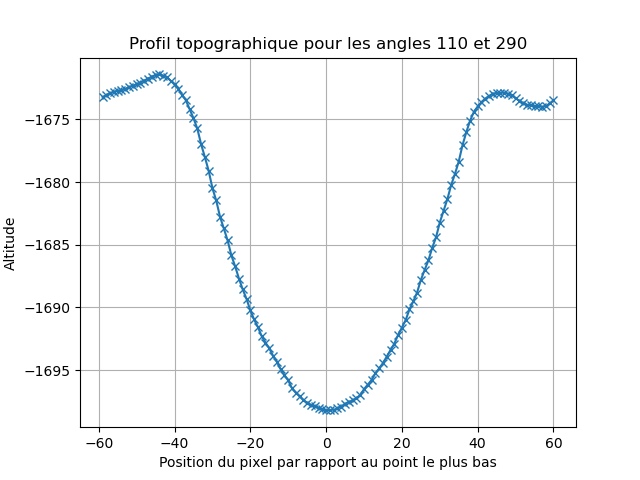 Profil topographique pour les angles 110 et 290
Altitude
−1675
−1680
−1685
−1690
−1695
−60 −40 −20 0 20 40 60
Position du pixel par rapport au point le plus bas